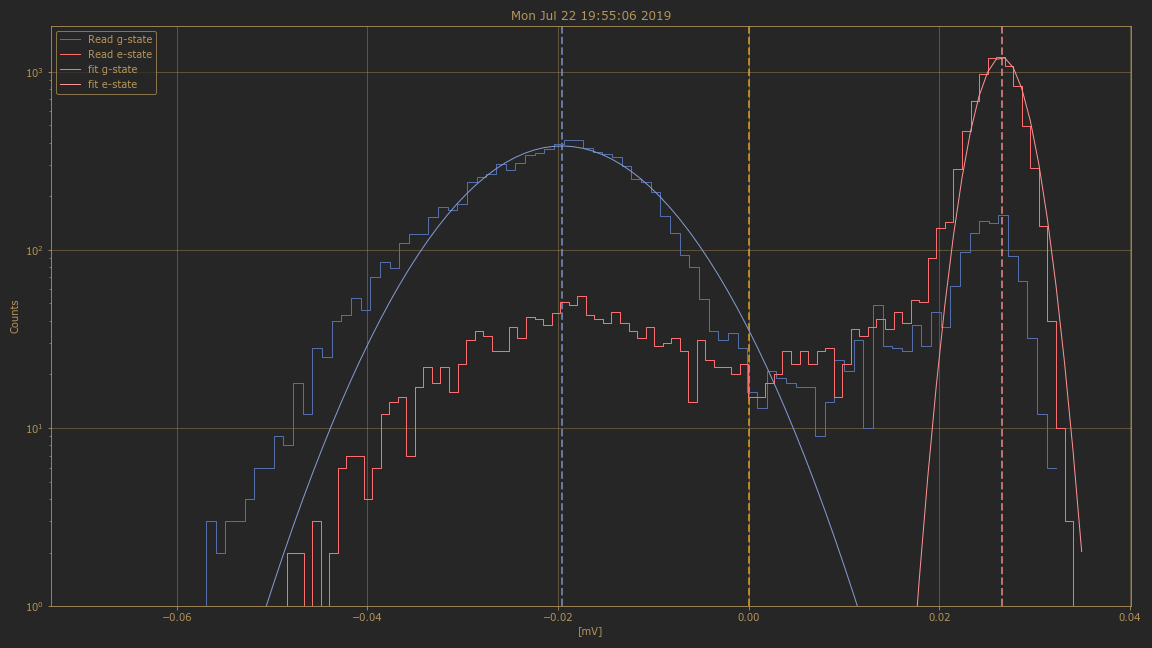 Mon Jul 22 19:55:06 2019
Read g-state
Read e-state
fit g-state
fit e-state
10³
10²
10¹
10⁰
Counts
−0.06 −0.04 −0.02 0.00 0.02 0.04
[mV]